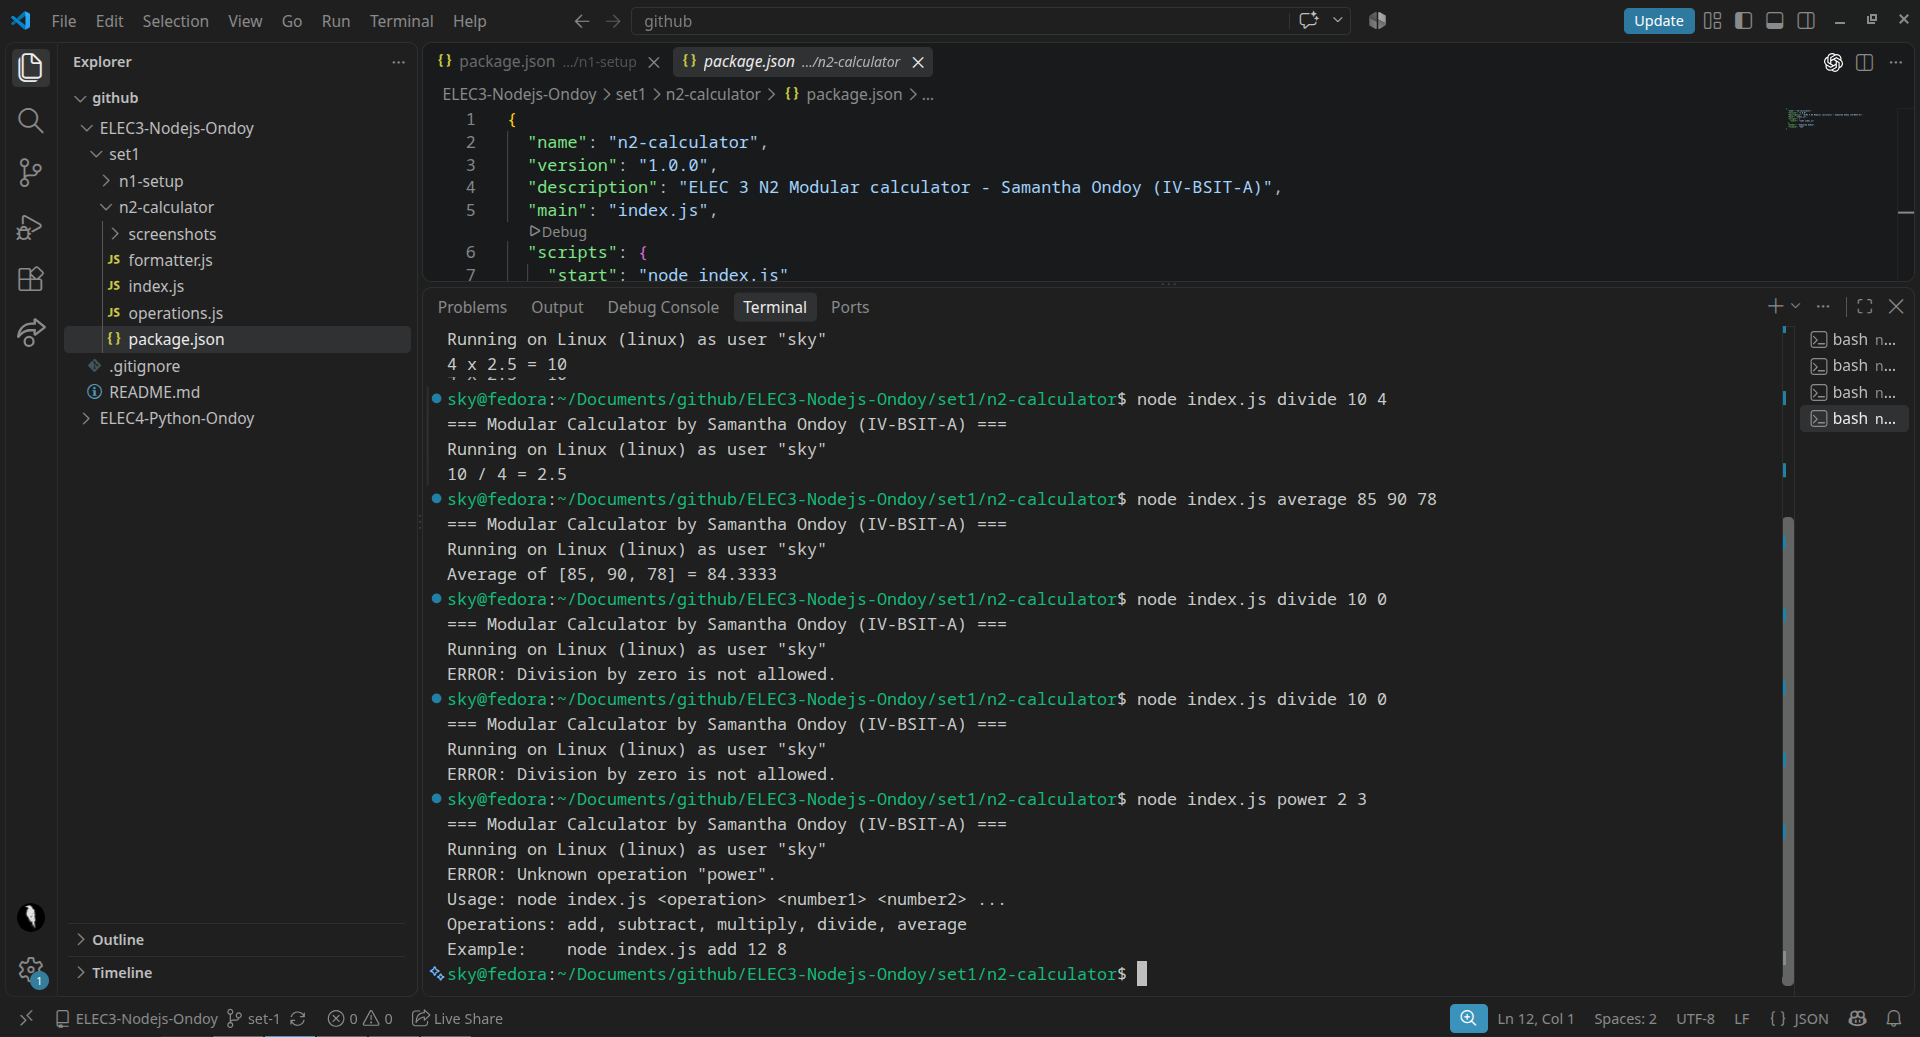 File Edit Selection View Go Run Terminal Help
github
Update
Explorer
github
ELEC3-Nodejs-Ondoy
set1
n1-setup
n2-calculator
screenshots
JS formatter.js
JS index.js
JS operations.js
{} package.json
.gitignore
README.md
ELEC4-Python-Ondoy
Outline
Timeline
1
{} package.json .../n1-setup
{} package.json .../n2-calculator
ELEC3-Nodejs-Ondoy > set1 > n2-calculator > {} package.json > ...
1 {
2 "name": "n2-calculator",
3 "version": "1.0.0",
4 "description": "ELEC 3 N2 Modular calculator - Samantha Ondoy (IV-BSIT-A)",
5 "main": "index.js",
Debug
6 "scripts": {
7 "start": "node index.js"
Problems Output Debug Console Terminal Ports
Running on Linux (linux) as user "sky"
4 x 2.5 = 10
sky@fedora:~/Documents/github/ELEC3-Nodejs-Ondoy/set1/n2-calculator$ node index.js divide 10 4
=== Modular Calculator by Samantha Ondoy (IV-BSIT-A) ===
Running on Linux (linux) as user "sky"
10 / 4 = 2.5
sky@fedora:~/Documents/github/ELEC3-Nodejs-Ondoy/set1/n2-calculator$ node index.js average 85 90 78
=== Modular Calculator by Samantha Ondoy (IV-BSIT-A) ===
Running on Linux (linux) as user "sky"
Average of [85, 90, 78] = 84.3333
sky@fedora:~/Documents/github/ELEC3-Nodejs-Ondoy/set1/n2-calculator$ node index.js divide 10 0
=== Modular Calculator by Samantha Ondoy (IV-BSIT-A) ===
Running on Linux (linux) as user "sky"
ERROR: Division by zero is not allowed.
sky@fedora:~/Documents/github/ELEC3-Nodejs-Ondoy/set1/n2-calculator$ node index.js divide 10 0
=== Modular Calculator by Samantha Ondoy (IV-BSIT-A) ===
Running on Linux (linux) as user "sky"
ERROR: Division by zero is not allowed.
sky@fedora:~/Documents/github/ELEC3-Nodejs-Ondoy/set1/n2-calculator$ node index.js power 2 3
=== Modular Calculator by Samantha Ondoy (IV-BSIT-A) ===
Running on Linux (linux) as user "sky"
ERROR: Unknown operation "power".
Usage: node index.js <operation> <number1> <number2> ...
Operations: add, subtract, multiply, divide, average
Example:    node index.js add 12 8
sky@fedora:~/Documents/github/ELEC3-Nodejs-Ondoy/set1/n2-calculator$
bash n...
bash n...
bash n...
bash n...
ELEC3-Nodejs-Ondoy set-1 0 0 Live Share
Ln 12, Col 1 Spaces: 2 UTF-8 LF {} JSON